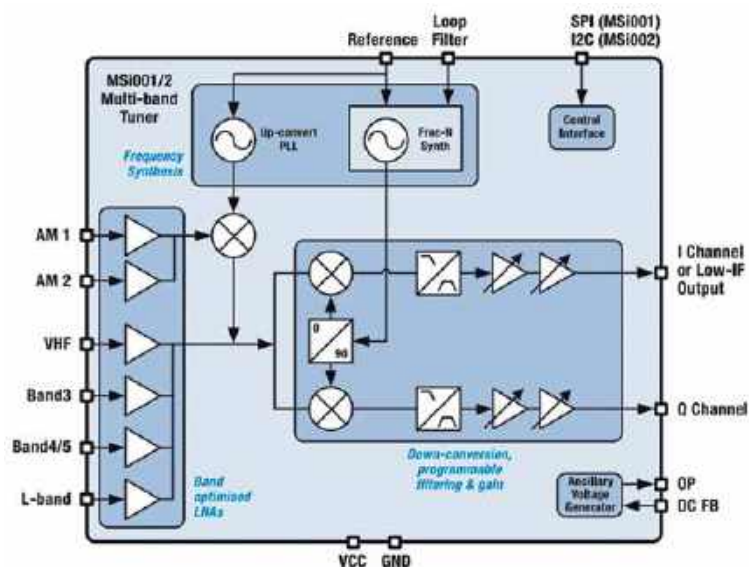 Reference
Loop
Filter
SPI (MSi001)
I2C (MSi002)
MSi001/2
Multi-band
Tuner
Up-convert
PLL
Frac-N
Synth
Control
Interface
Frequency
Synthesis
AM 1
AM 2
VHF
Band3
Band4/5
L-band
0
90
I Channel
or Low-IF
Output
Q Channel
Band
optimised
LNAs
Down-conversion,
programmable
filtering & gain
Ancillary
Voltage
Generator
OP
DC FB
VCC
GND